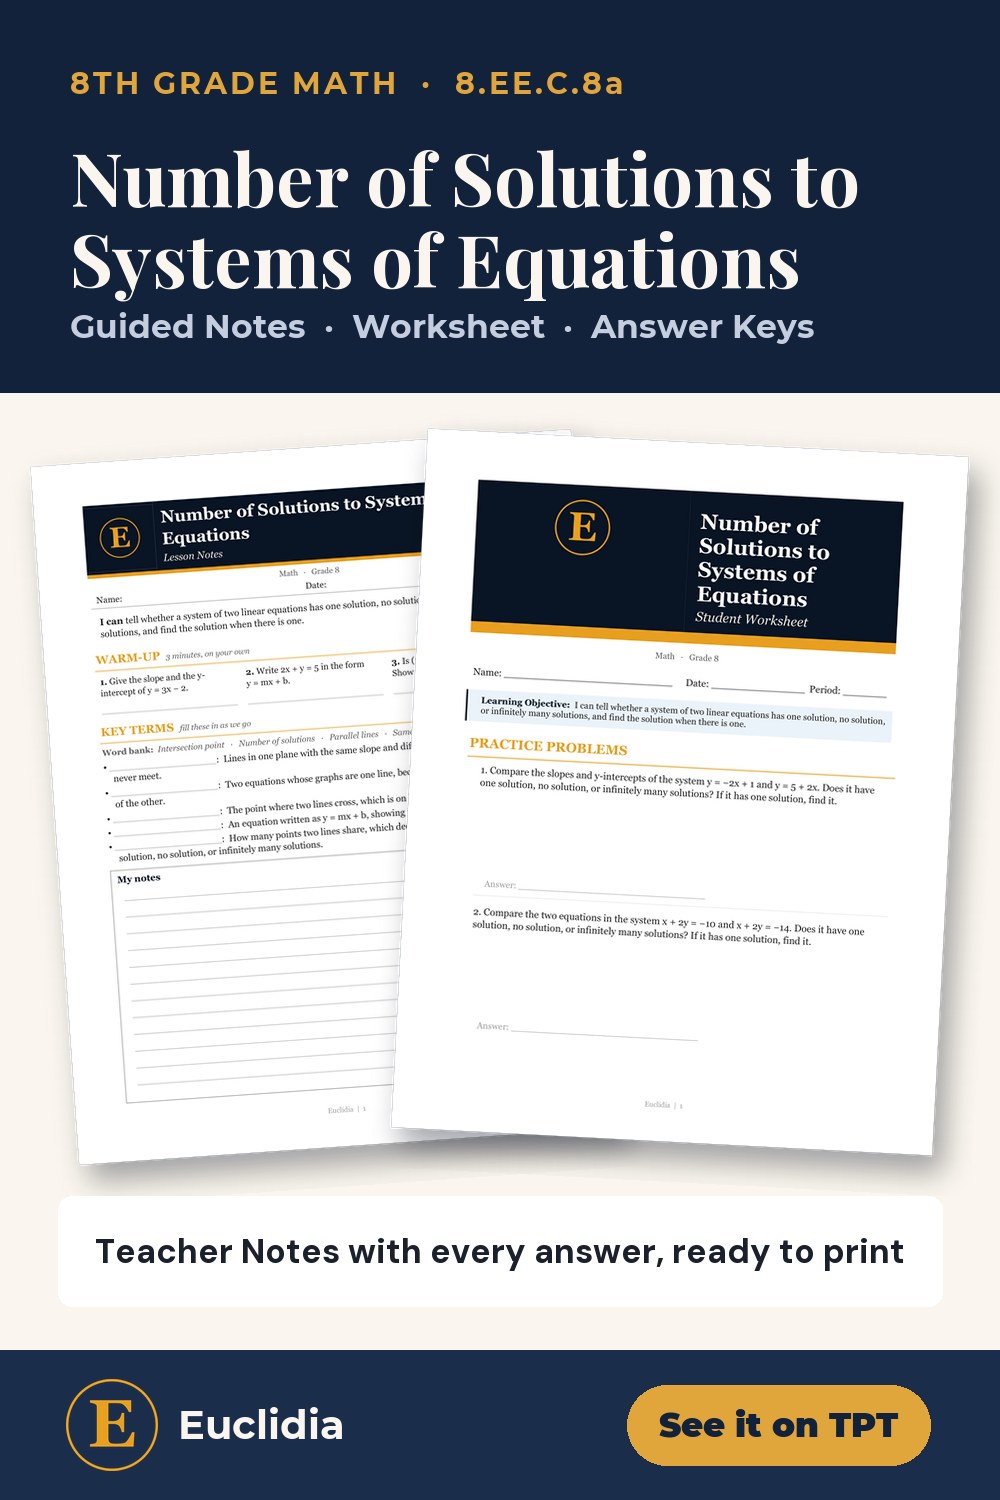 8TH GRADE MATH · 8.EE.C.8a
Number of Solutions to
Systems of Equations
Guided Notes · Worksheet · Answer Keys
E
Number of Solutions to System
Equations
Lesson Notes
Math · Grade 8
Name:
Date:
I can tell whether a system of two linear equations has one solution, no solutio
solutions, and find the solution when there is one.
WARM-UP 3 minutes, on your own
1. Give the slope and the y-
intercept of y = 3x − 2.
2. Write 2x + y = 5 in the form
y = mx + b.
3. Is (
Show
KEY TERMS fill these in as we go
Word bank: Intersection point · Number of solutions · Parallel lines · Same
• : Lines in one plane with the same slope and dif
never meet.
• : Two equations whose graphs are one line, bec
of the other.
• : The point where two lines cross, which is on
• : An equation written as y = mx + b, showing
• : How many points two lines share, which dec
solution, no solution, or infinitely many solutions.
My notes
Euclidia | 1
E
Number of
Solutions to
Systems of
Equations
Student Worksheet
Math · Grade 8
Name: Date: Period:
Learning Objective: I can tell whether a system of two linear equations has one solution, no solution,
or infinitely many solutions, and find the solution when there is one.
PRACTICE PROBLEMS
1. Compare the slopes and y-intercepts of the system y = −2x + 1 and y = 5 + 2x. Does it have
one solution, no solution, or infinitely many solutions? If it has one solution, find it.
Answer:
2. Compare the two equations in the system x + 2y = −10 and x + 2y = −14. Does it have one
solution, no solution, or infinitely many solutions? If it has one solution, find it.
Answer:
Euclidia | 1
Teacher Notes with every answer, ready to print
E
Euclidia
See it on TPT